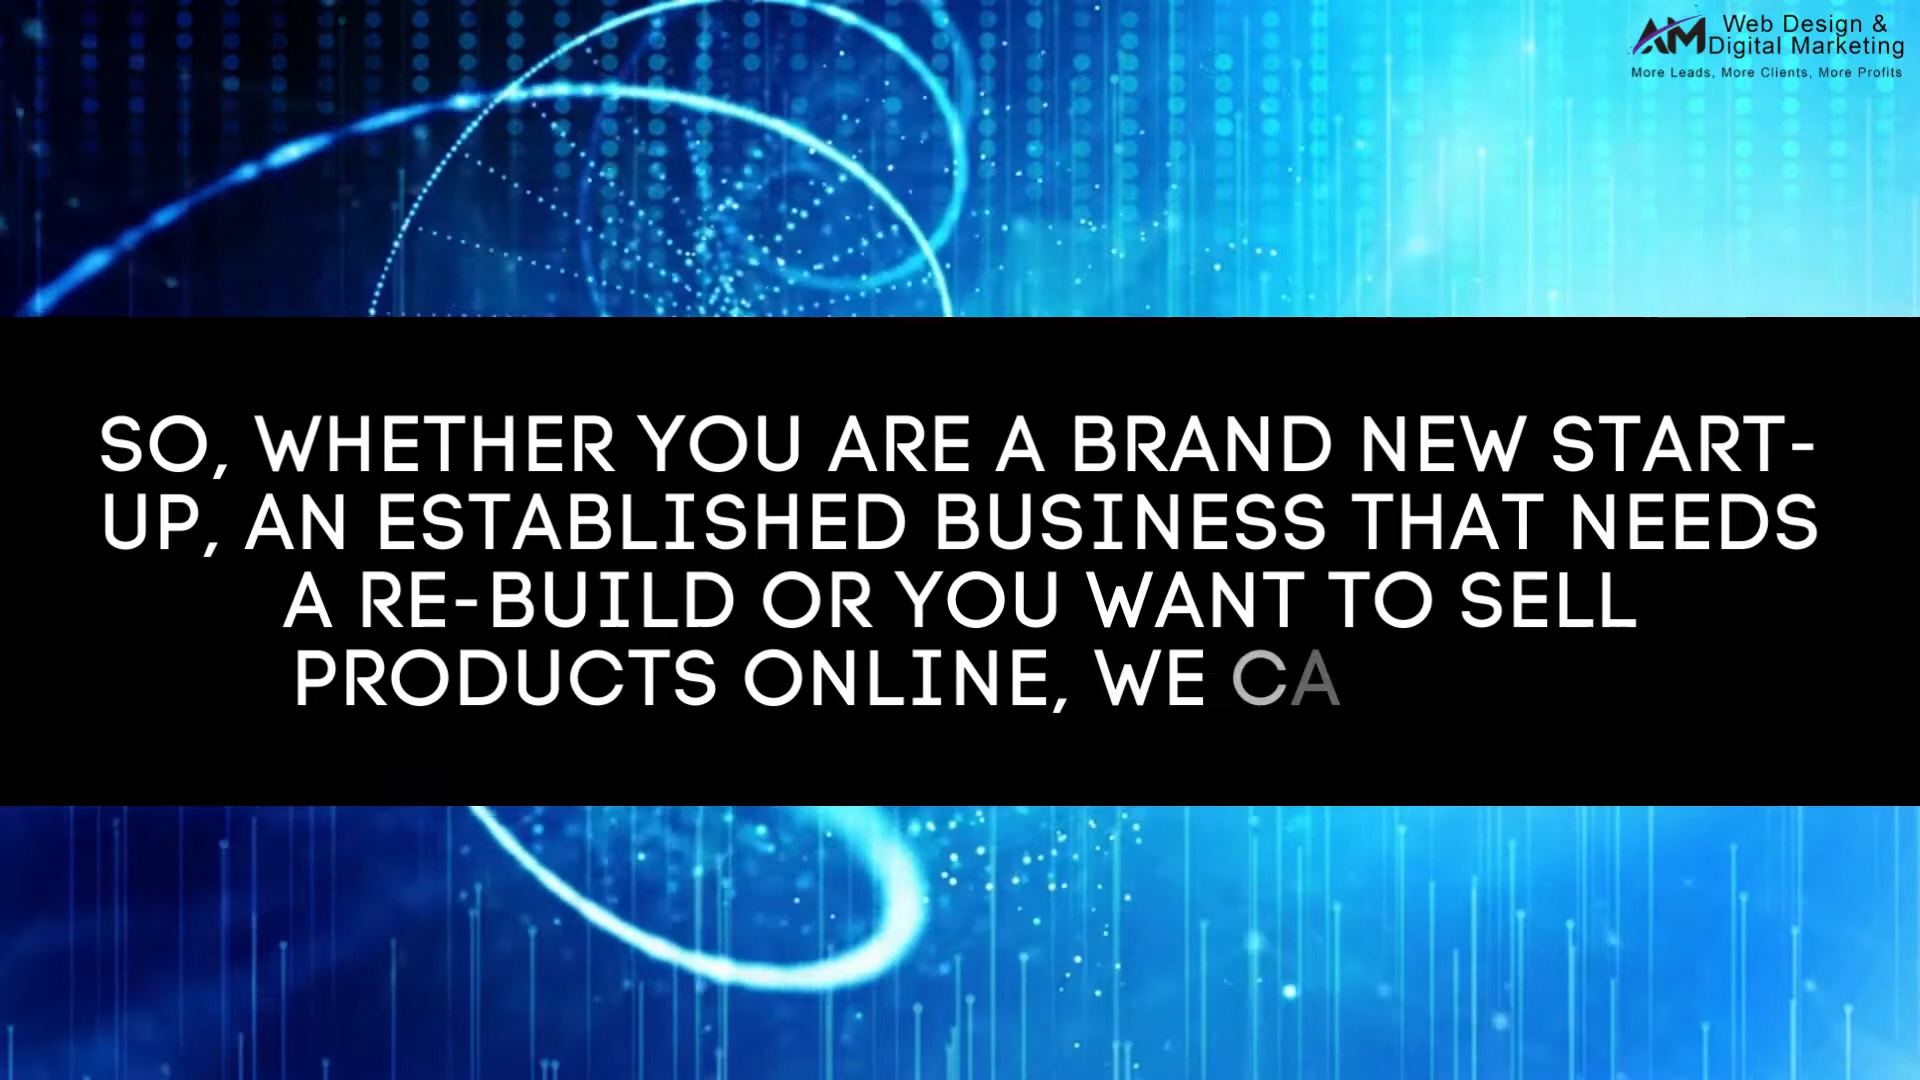 AM Web Design &
Digital Marketing
More Leads, More Clients, More Profits
SO, WHETHER YOU ARE A BRAND NEW START-
UP, AN ESTABLISHED BUSINESS THAT NEEDS
A RE-BUILD OR YOU WANT TO SELL
PRODUCTS ONLINE, WE CA